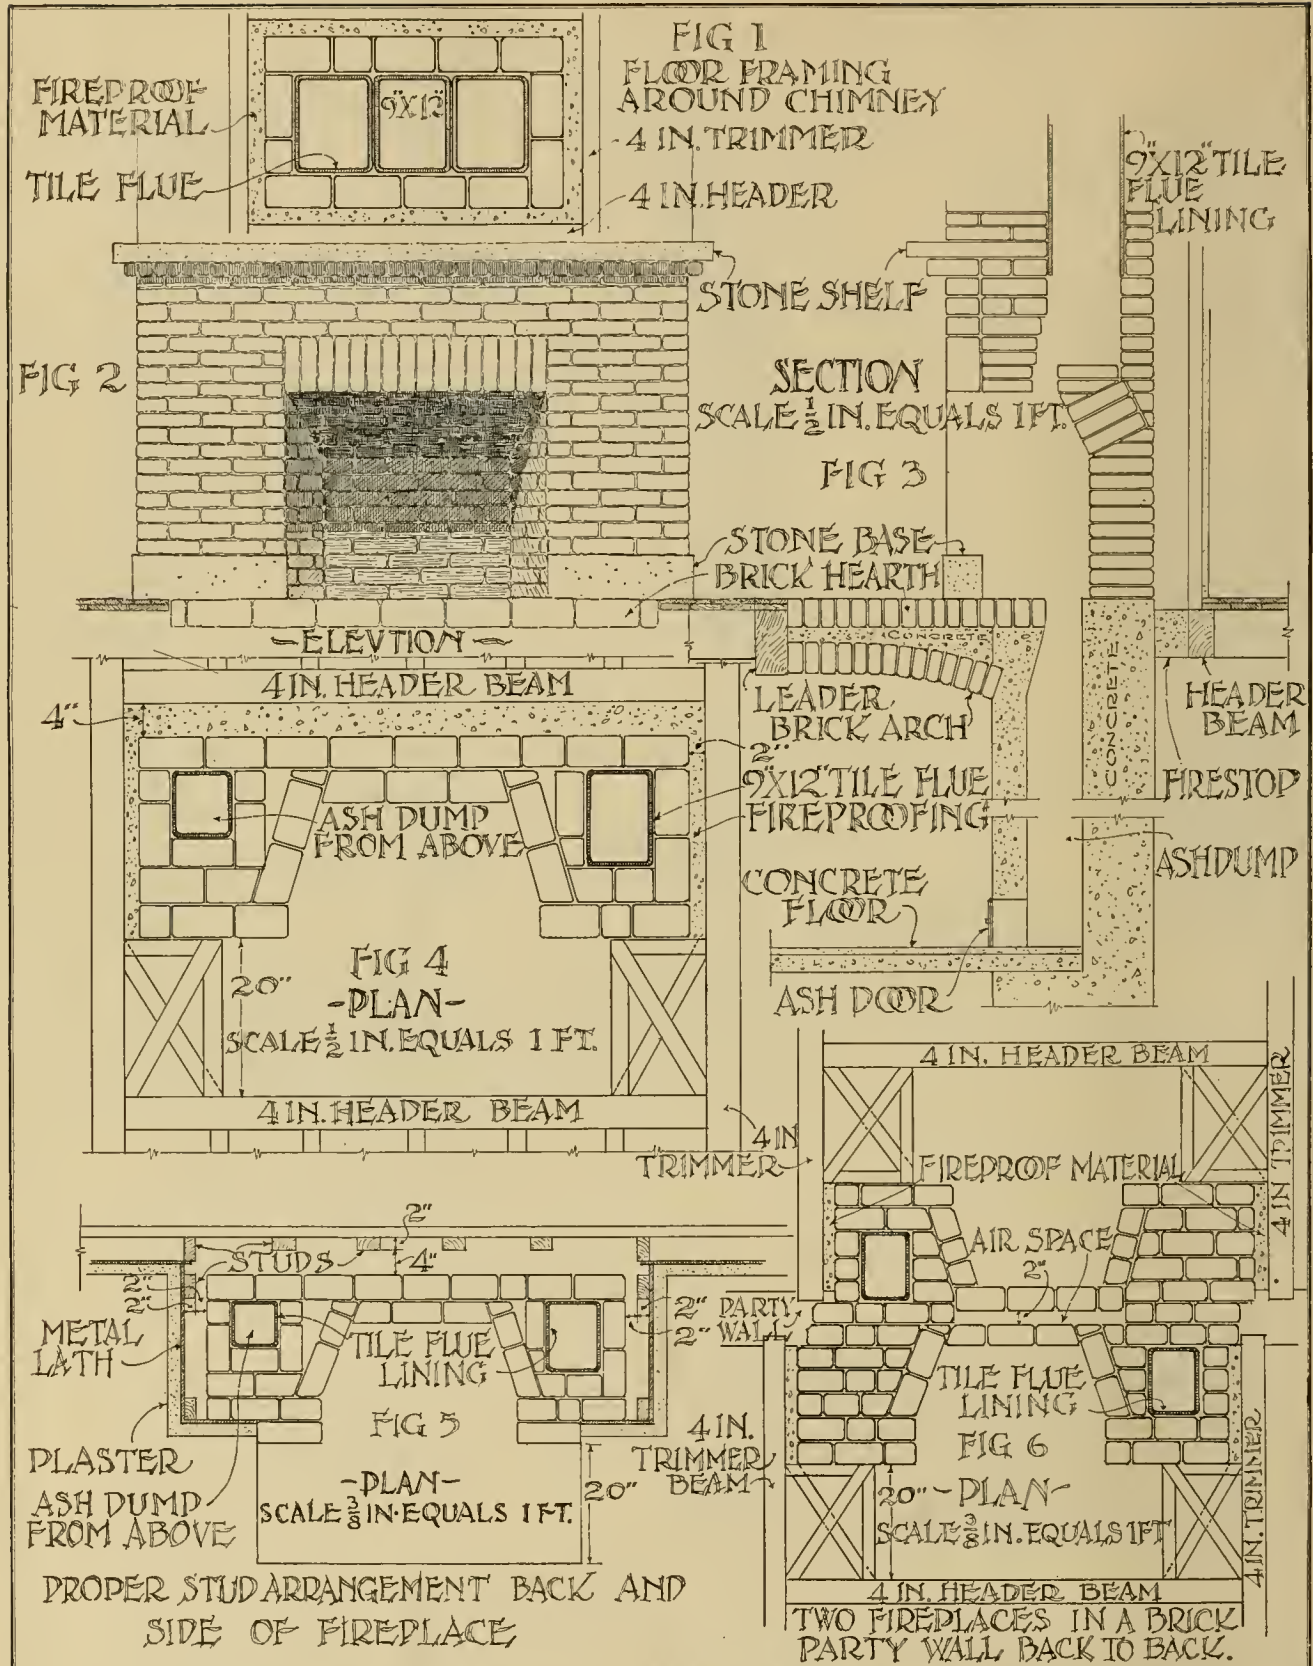 FIG 1
FLOOR FRAMING
AROUND CHIMNEY
FIREPROOF
MATERIAL
9"X12"
4 IN. TRIMMER
TILE FLUE
4 IN. HEADER
9"X12" TILE
FLUE
LINING
STONE SHELF
FIG 2
SECTION
SCALE 1/2 IN. EQUALS 1 FT.
FIG 3
STONE BASE
BRICK HEARTH
CONCRETE
-ELEVTION-
4 IN. HEADER BEAM
4"
LEADER
BRICK ARCH
CONCRETE
HEADER
BEAM
2"
9"X12" TILE FLUE
FIREPROOFING
FIRESTOP
ASH DUMP
FROM ABOVE
ASHDUMP
CONCRETE
FLOOR
FIG 4
-PLAN-
SCALE 1/2 IN. EQUALS 1 FT.
20"
ASH DOOR
4 IN. HEADER BEAM
4 IN
TRIMMER
4 IN. HEADER BEAM
4 IN TRIMMER
FIREPROOF MATERIAL
AIR SPACE
2"
2"
STUDS
4"
2"
2"
2"
2"
PARTY
WALL
METAL
LATH
TILE FLUE
LINING
TILE FLUE
LINING
FIG 5
4 IN.
TRIMMER
BEAM
FIG 6
PLASTER
-PLAN-
SCALE 3/8 IN. EQUALS 1 FT.
20"
20"
-PLAN-
SCALE 3/8 IN. EQUALS 1FT
4 IN. TRIMMER
ASH DUMP
FROM ABOVE
PROPER STUD ARRANGEMENT BACK AND
SIDE OF FIREPLACE
4 IN. HEADER BEAM
TWO FIREPLACES IN A BRICK
PARTY WALL BACK TO BACK.